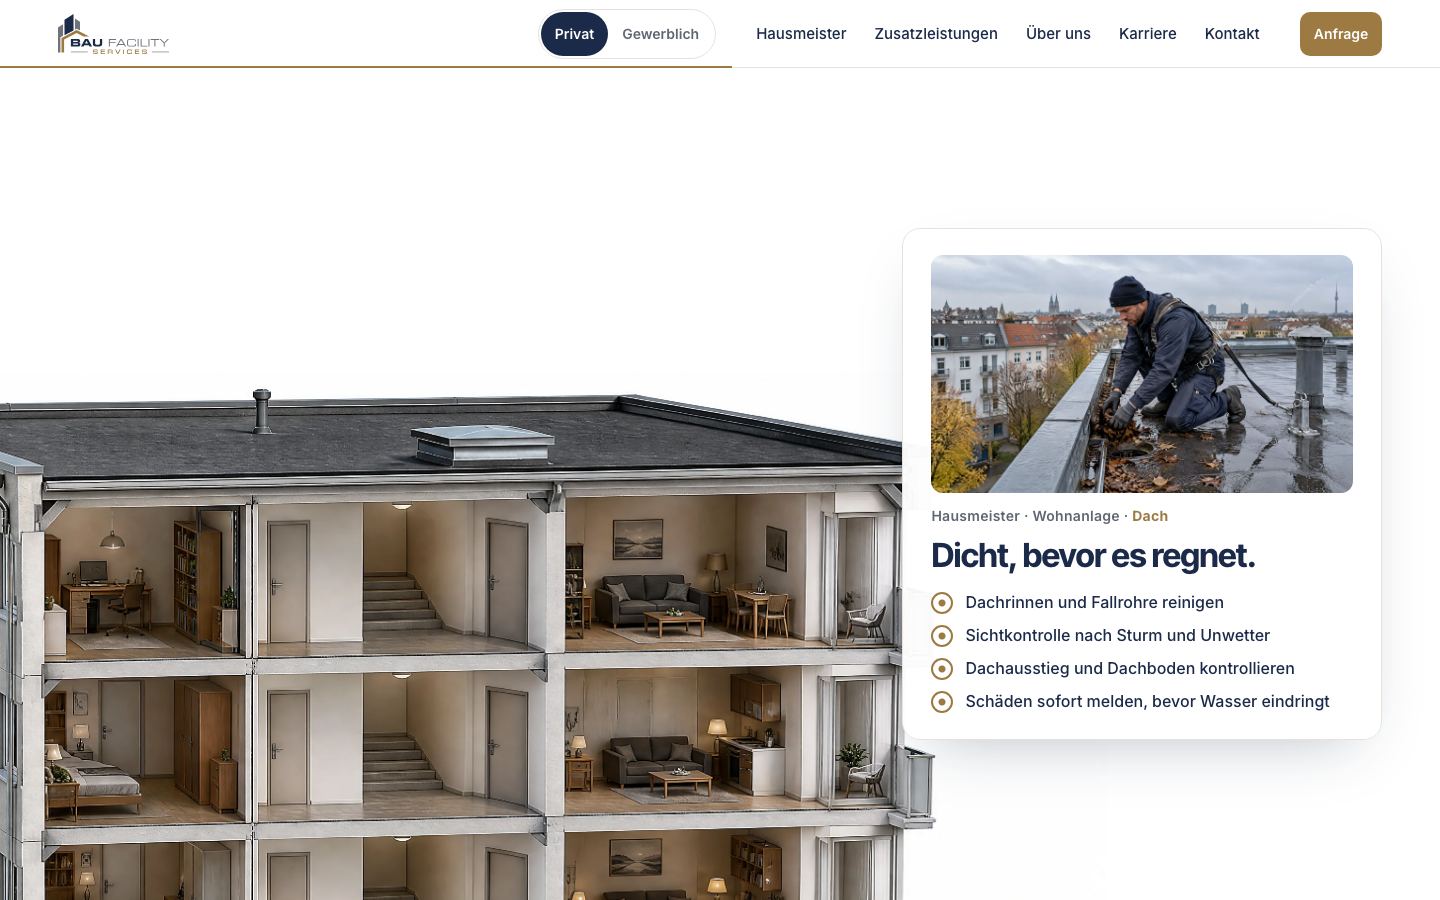 BAU FACILITY
SERVICES
Privat
Gewerblich
Hausmeister
Zusatzleistungen
Über uns
Karriere
Kontakt
Anfrage
Hausmeister · Wohnanlage · Dach
Dicht, bevor es regnet.
Dachrinnen und Fallrohre reinigen
Sichtkontrolle nach Sturm und Unwetter
Dachausstieg und Dachboden kontrollieren
Schäden sofort melden, bevor Wasser eindringt